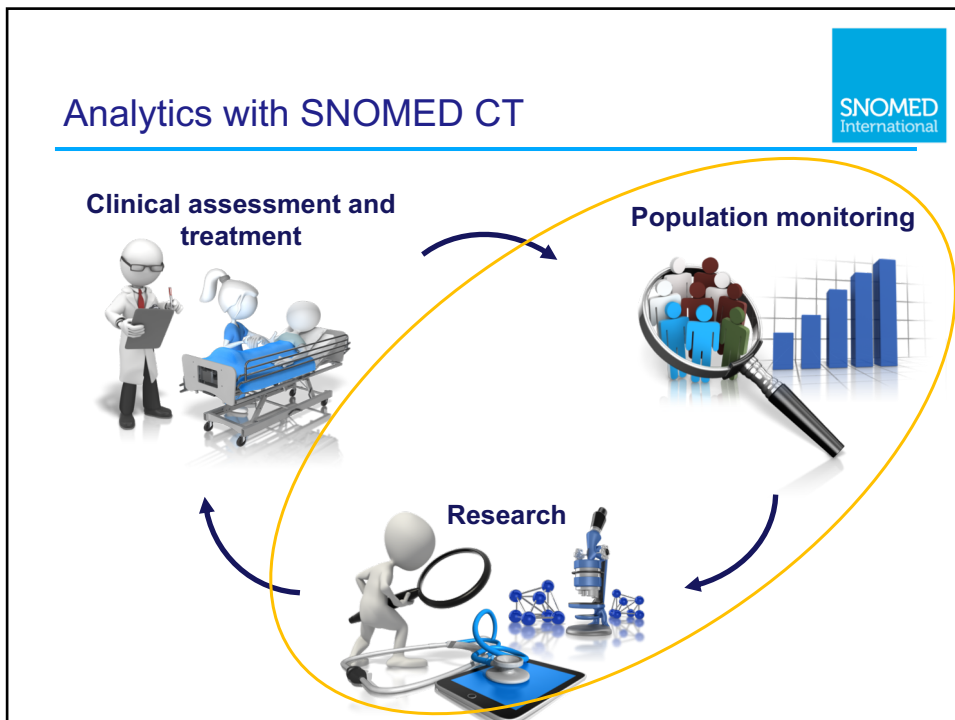 Analytics with SNOMED CT
SNOMED
International
Clinical assessment and
treatment
Population monitoring
Research